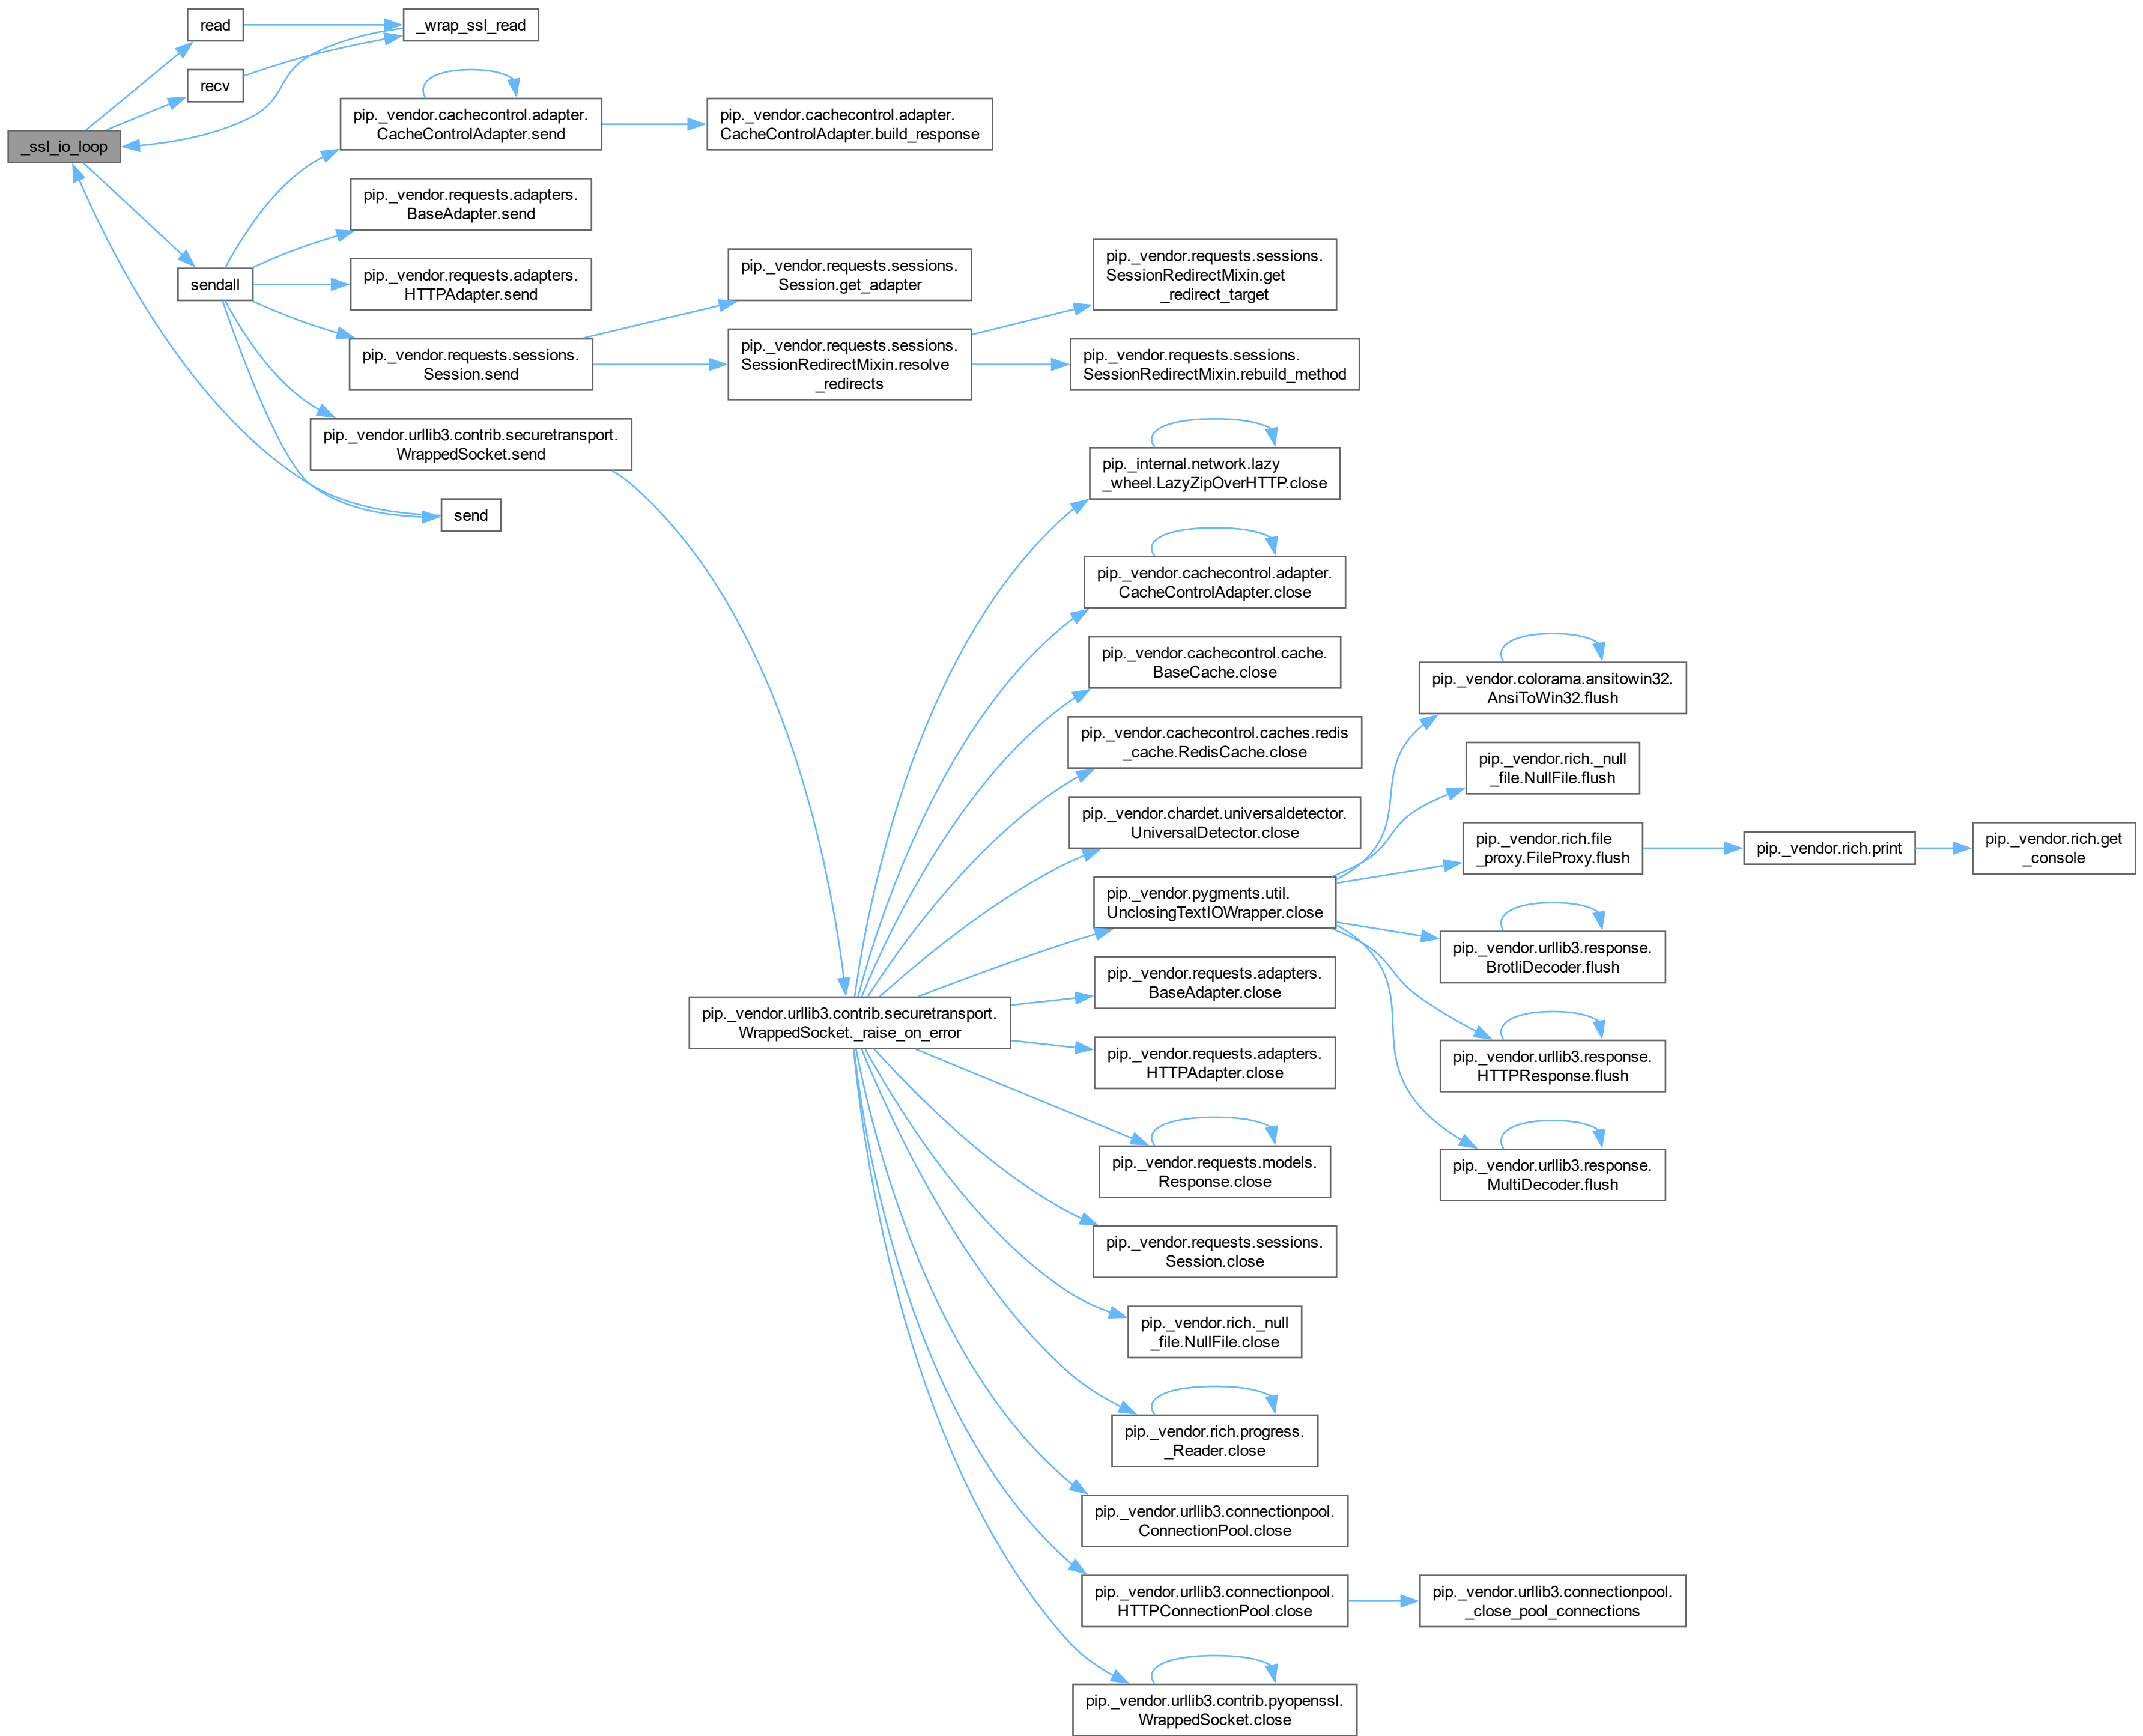 read
_wrap_ssl_read
recv
_ssl_io_loop
pip._vendor.cachecontrol.adapter.
CacheControlAdapter.send
pip._vendor.cachecontrol.adapter.
CacheControlAdapter.build_response
pip._vendor.requests.adapters.
BaseAdapter.send
sendall
pip._vendor.requests.adapters.
HTTPAdapter.send
pip._vendor.requests.sessions.
Session.get_adapter
pip._vendor.requests.sessions.
SessionRedirectMixin.get
_redirect_target
pip._vendor.requests.sessions.
Session.send
pip._vendor.requests.sessions.
SessionRedirectMixin.resolve
_redirects
pip._vendor.requests.sessions.
SessionRedirectMixin.rebuild_method
pip._vendor.urllib3.contrib.securetransport.
WrappedSocket.send
send
pip._internal.network.lazy
_wheel.LazyZipOverHTTP.close
pip._vendor.cachecontrol.adapter.
CacheControlAdapter.close
pip._vendor.cachecontrol.cache.
BaseCache.close
pip._vendor.cachecontrol.caches.redis
_cache.RedisCache.close
pip._vendor.chardet.universaldetector.
UniversalDetector.close
pip._vendor.pygments.util.
UnclosingTextIOWrapper.close
pip._vendor.colorama.ansitowin32.
AnsiToWin32.flush
pip._vendor.rich._null
_file.NullFile.flush
pip._vendor.rich.file
_proxy.FileProxy.flush
pip._vendor.rich.print
pip._vendor.rich.get
_console
pip._vendor.urllib3.response.
BrotliDecoder.flush
pip._vendor.urllib3.response.
HTTPResponse.flush
pip._vendor.urllib3.response.
MultiDecoder.flush
pip._vendor.urllib3.contrib.securetransport.
WrappedSocket._raise_on_error
pip._vendor.requests.adapters.
BaseAdapter.close
pip._vendor.requests.adapters.
HTTPAdapter.close
pip._vendor.requests.models.
Response.close
pip._vendor.requests.sessions.
Session.close
pip._vendor.rich._null
_file.NullFile.close
pip._vendor.rich.progress.
_Reader.close
pip._vendor.urllib3.connectionpool.
ConnectionPool.close
pip._vendor.urllib3.connectionpool.
HTTPConnectionPool.close
pip._vendor.urllib3.connectionpool.
_close_pool_connections
pip._vendor.urllib3.contrib.pyopenssl.
WrappedSocket.close